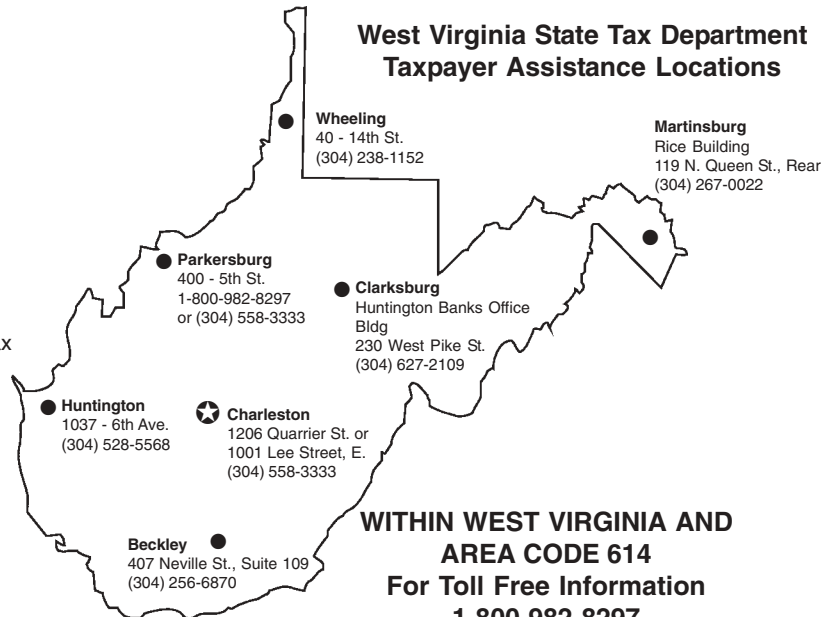 West Virginia State Tax Department
Taxpayer Assistance Locations
Wheeling
40 - 14th St.
(304) 238-1152
Martinsburg
Rice Building
119 N. Queen St., Rear
(304) 267-0022
Parkersburg
400 - 5th St.
1-800-982-8297
or (304) 558-3333
Clarksburg
Huntington Banks Office
Bldg
230 West Pike St.
(304) 627-2109
Huntington
1037 - 6th Ave.
(304) 528-5568
Charleston
1206 Quarrier St. or
1001 Lee Street, E.
(304) 558-3333
Beckley
407 Neville St., Suite 109
(304) 256-6870
WITHIN WEST VIRGINIA AND
AREA CODE 614
For Toll Free Information
1-800-982-8297